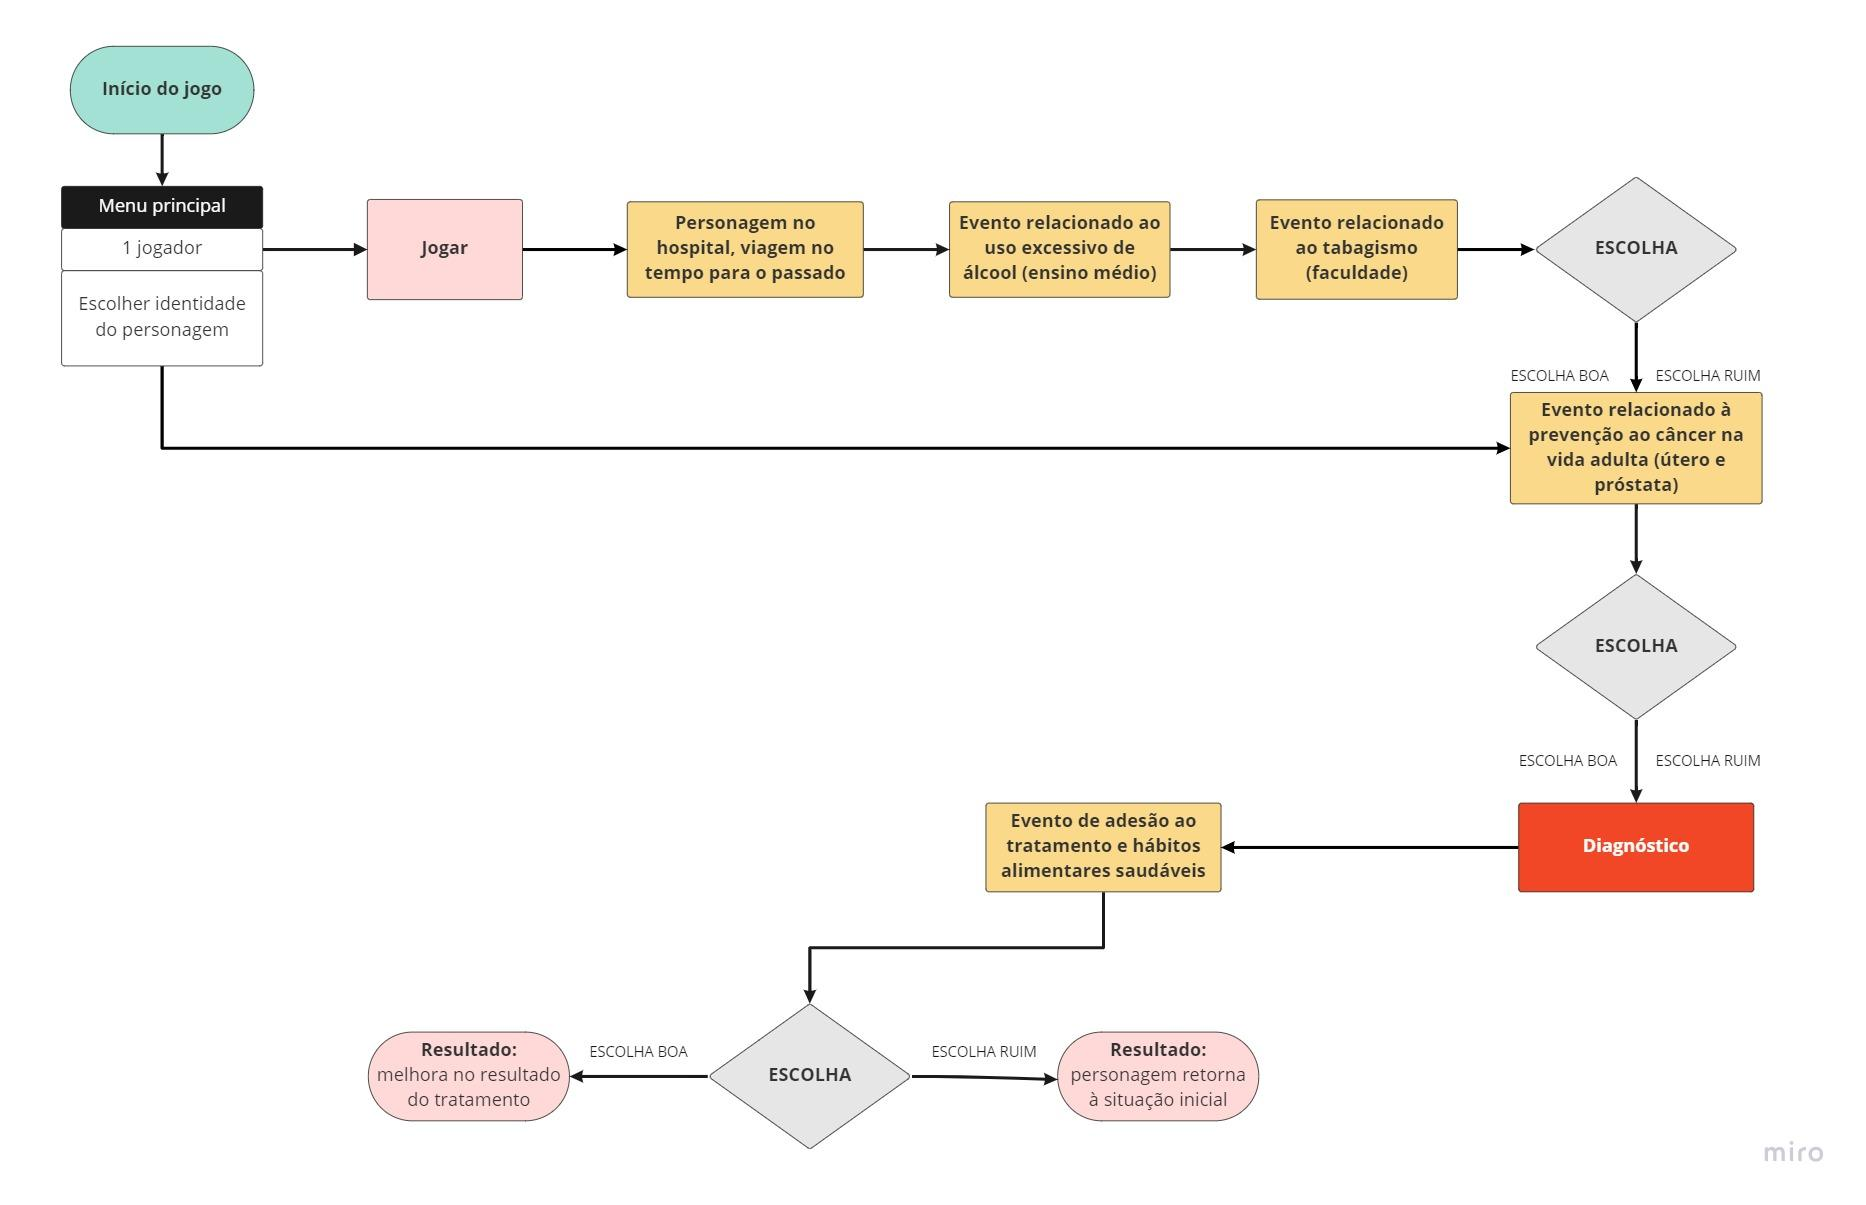 Início do jogo
Menu principal
1 jogador
Escolher identidade
do personagem
Jogar
Personagem no
hospital, viagem no
tempo para o passado
Evento relacionado ao
uso excessivo de
álcool (ensino médio)
Evento relacionado
ao tabagismo
(faculdade)
ESCOLHA
ESCOLHA BOA
ESCOLHA RUIM
Evento relacionado à
prevenção ao câncer na
vida adulta (útero e
próstata)
ESCOLHA
ESCOLHA BOA
ESCOLHA RUIM
Diagnóstico
Evento de adesão ao
tratamento e hábitos
alimentares saudáveis
ESCOLHA
ESCOLHA BOA
ESCOLHA RUIM
Resultado:
melhora no resultado
do tratamento
Resultado:
personagem retorna
à situação inicial
miro